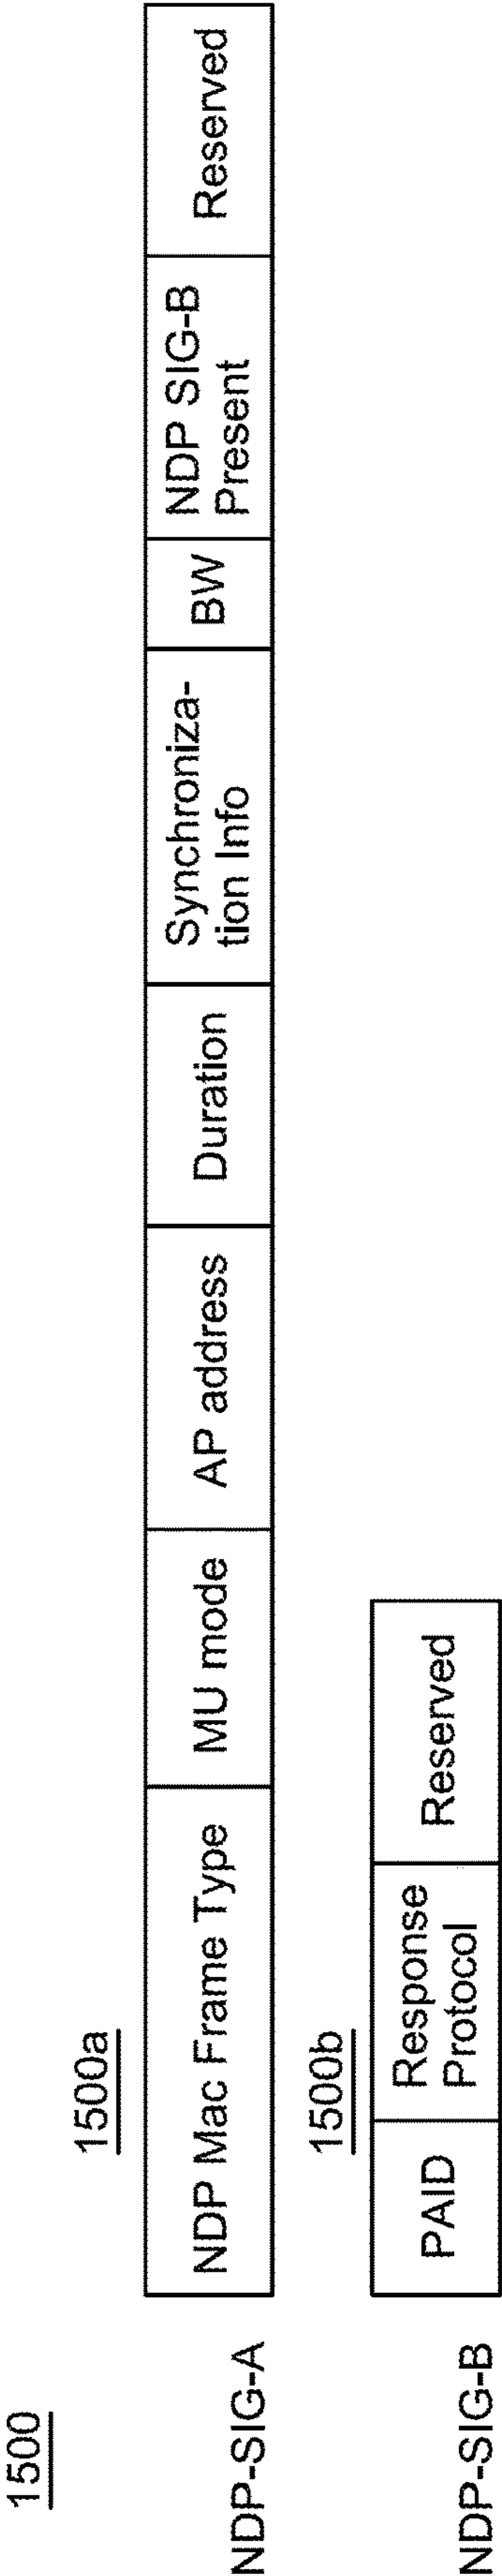 1500
1500a
NDP-SIG-A
NDP Mac Frame Type
MU mode
AP address
Duration
Synchroniza-
tion Info
BW
NDP SIG-B
Present
Reserved
1500b
NDP-SIG-B
PAID
Response
Protocol
Reserved